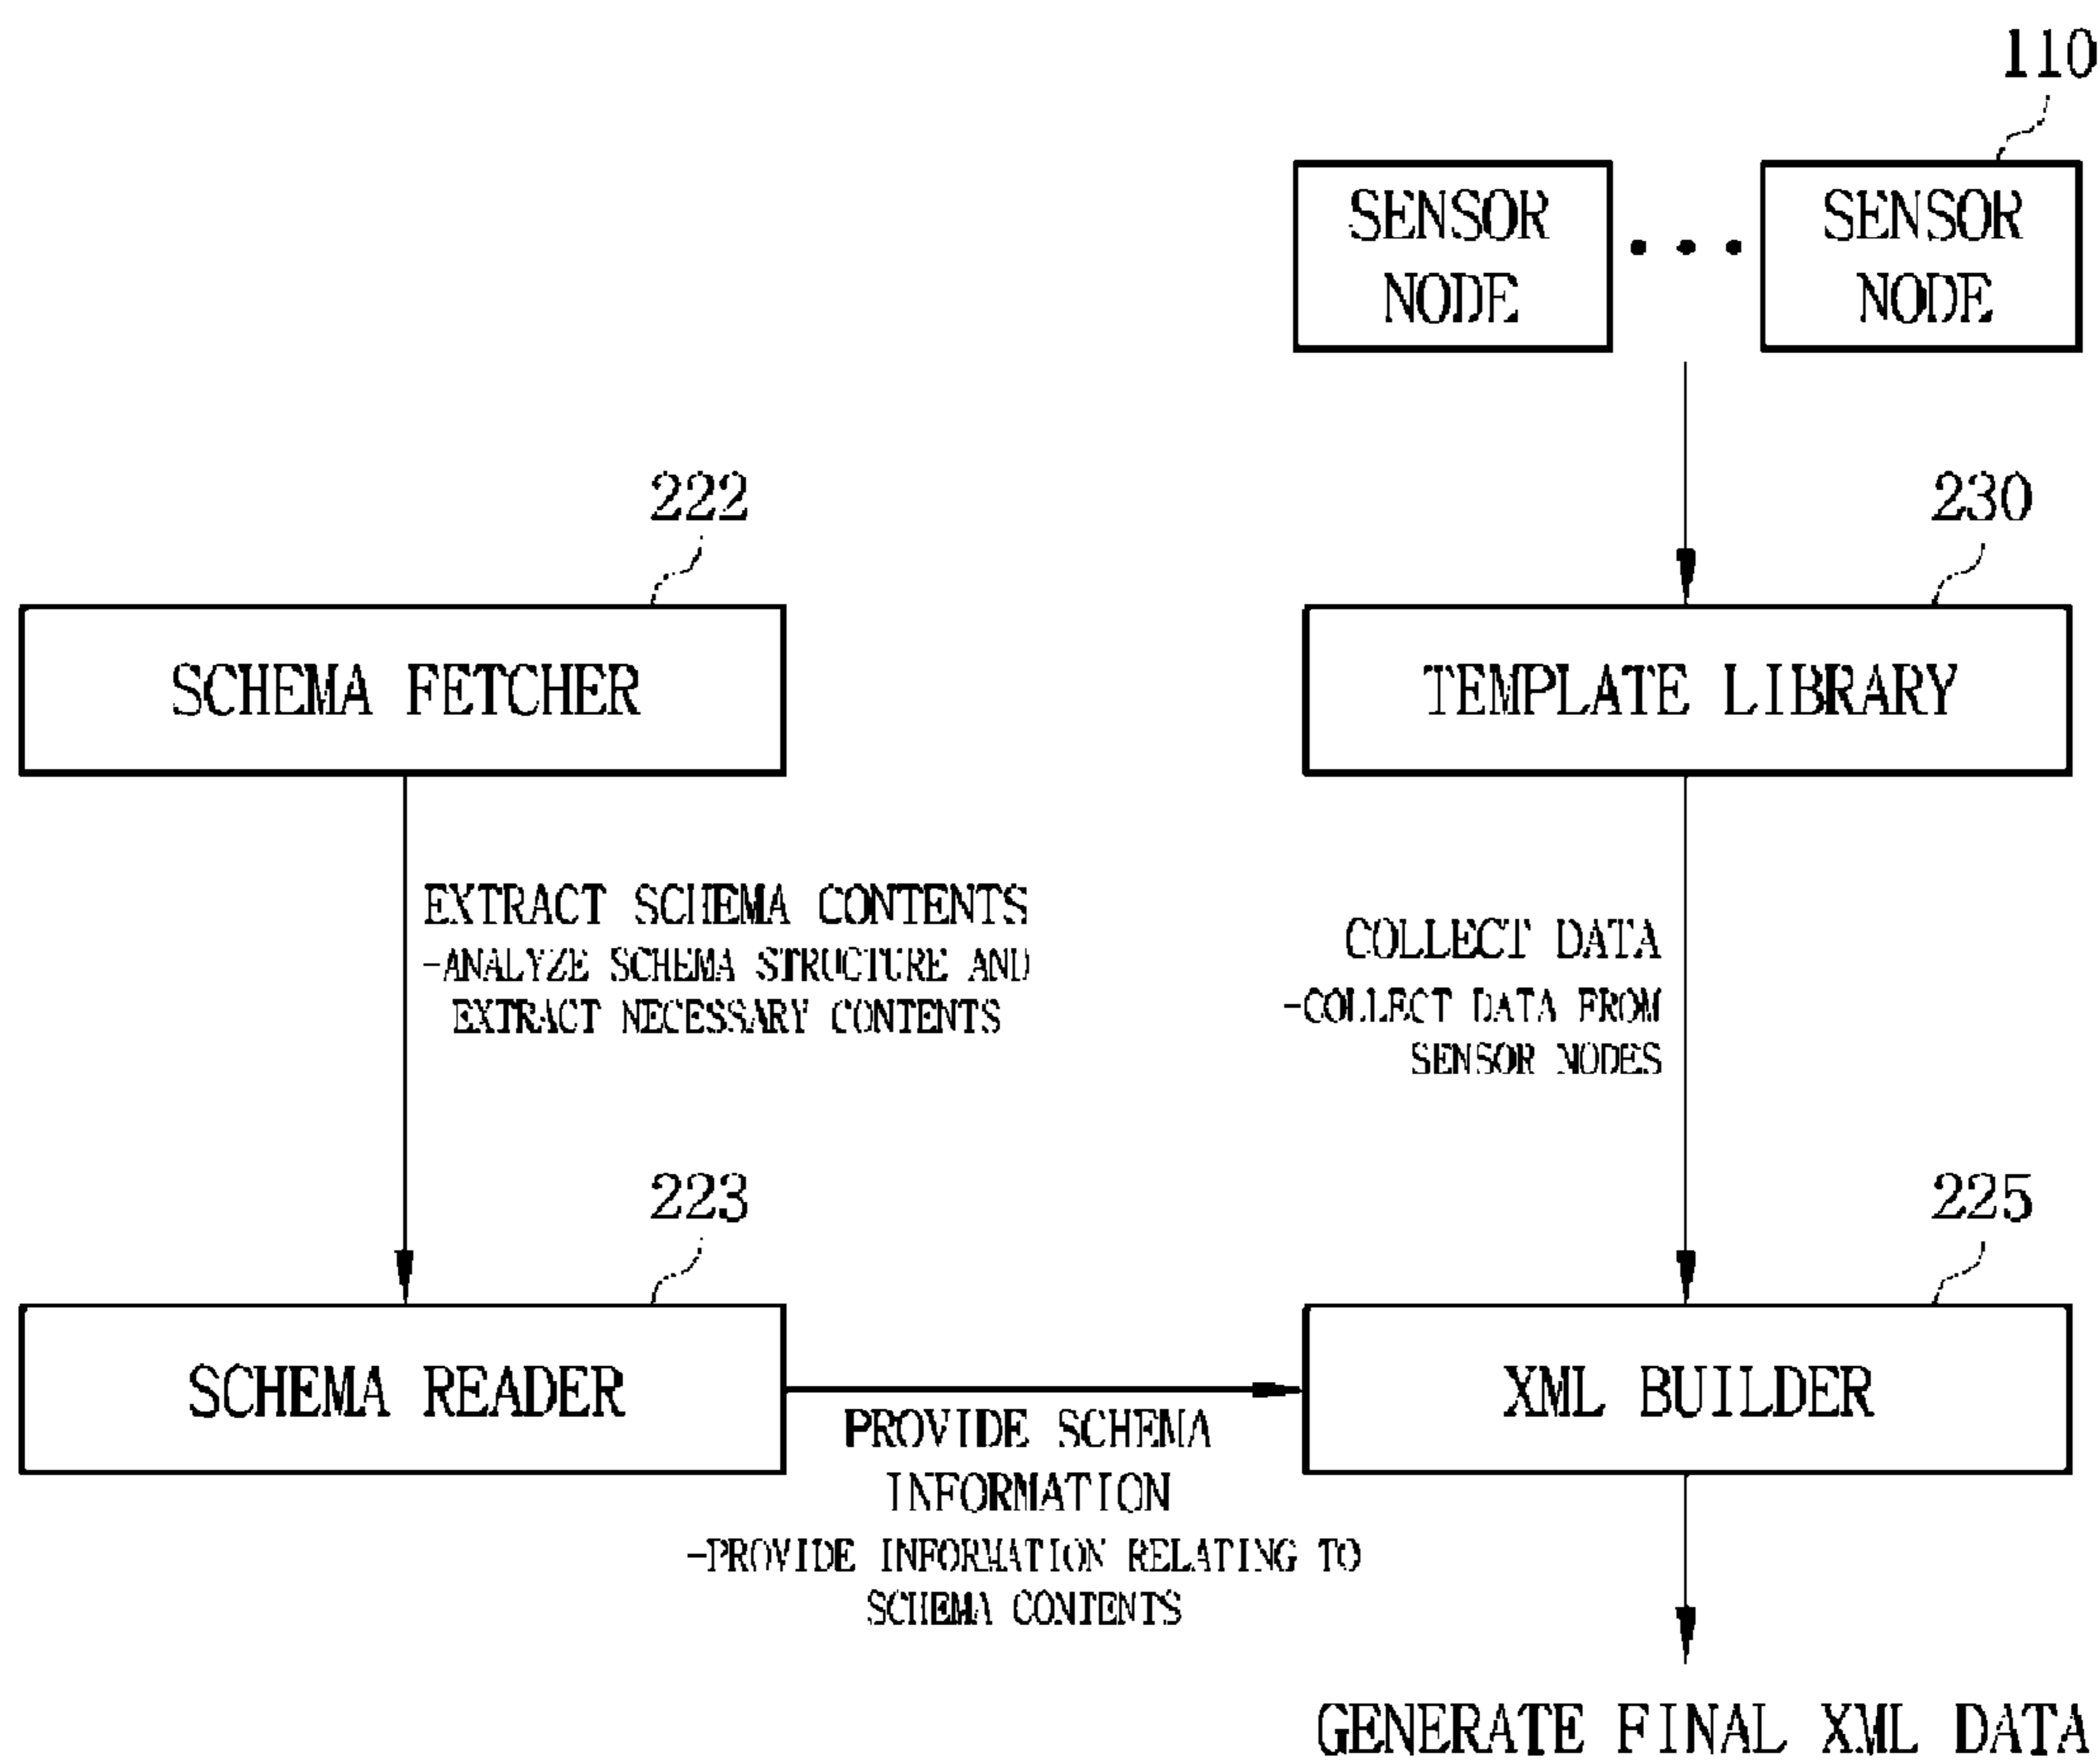 110
SENSOR
NODE
SENSOR
NODE
222
230
SCHEMA FETCHER
TEMPLATE LIBRARY
EXTRACT SCHEMA CONTENTS
-ANALYZE SCHEMA STRUCTURE AND
EXTRACT NECESSARY CONTENTS
COLLECT DATA
-COLLECT DATA FROM
SENSOR NODES
223
225
SCHEMA READER
XML BUILDER
PROVIDE SCHEMA
INFORMATION
-PROVIDE INFORMATION RELATING TO
SCHEMA CONTENTS
GENERATE FINAL XML DATA